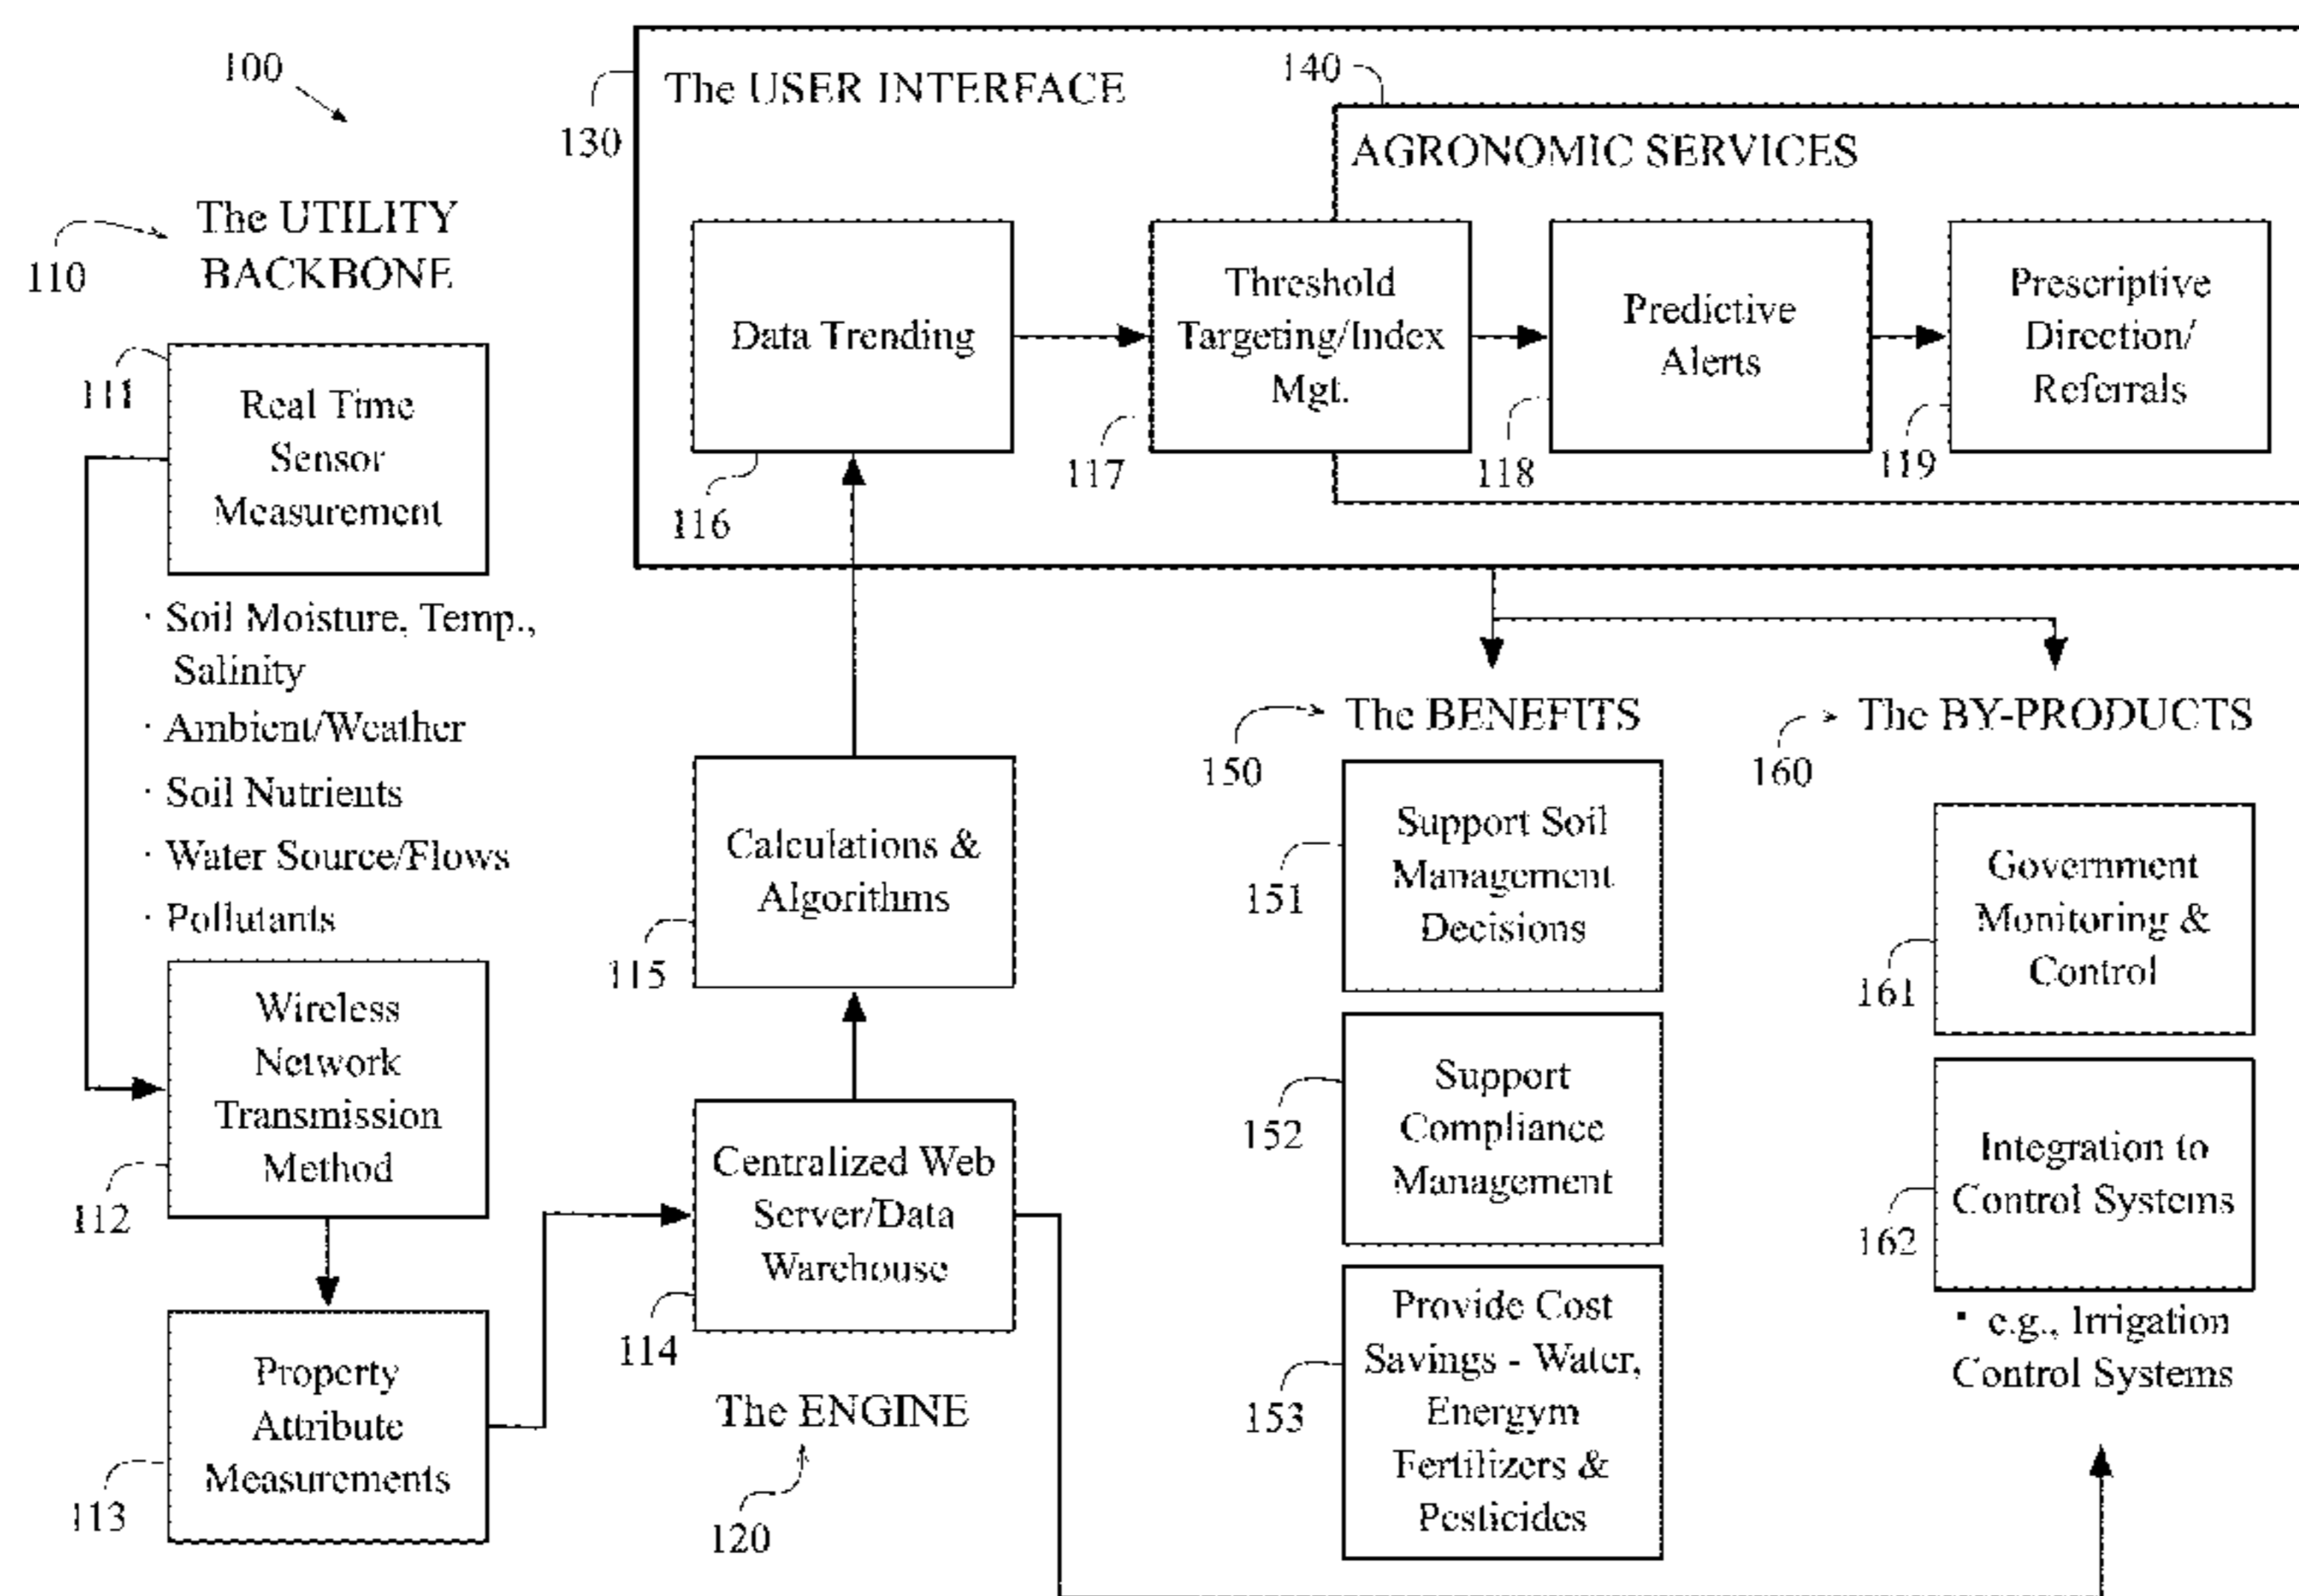 100
The UTILITY
BACKBONE
110
111
Real Time
Sensor
Measurement
· Soil Moisture, Temp.,
Salinity
· Ambient/Weather
· Soil Nutrients
· Water Source/Flows
· Pollutants
Wireless
Network
Transmission
Method
112
Property
Attribute
Measurements
113
The USER INTERFACE
130
140
AGRONOMIC SERVICES
Data Trending
116
Threshold
Targeting/Index
Mgt.
117
Predictive
Alerts
118
Prescriptive
Direction/
Referrals
119
Calculations &
Algorithms
115
Centralized Web
Server/Data
Warehouse
114
The ENGINE
120
The BENEFITS
150
Support Soil
Management
Decisions
151
Support
Compliance
Management
152
Provide Cost
Savings - Water,
Energym
Fertilizers &
Pesticides
153
The BY-PRODUCTS
160
Government
Monitoring &
Control
161
Integration to
Control Systems
162
· e.g., Irrigation
Control Systems